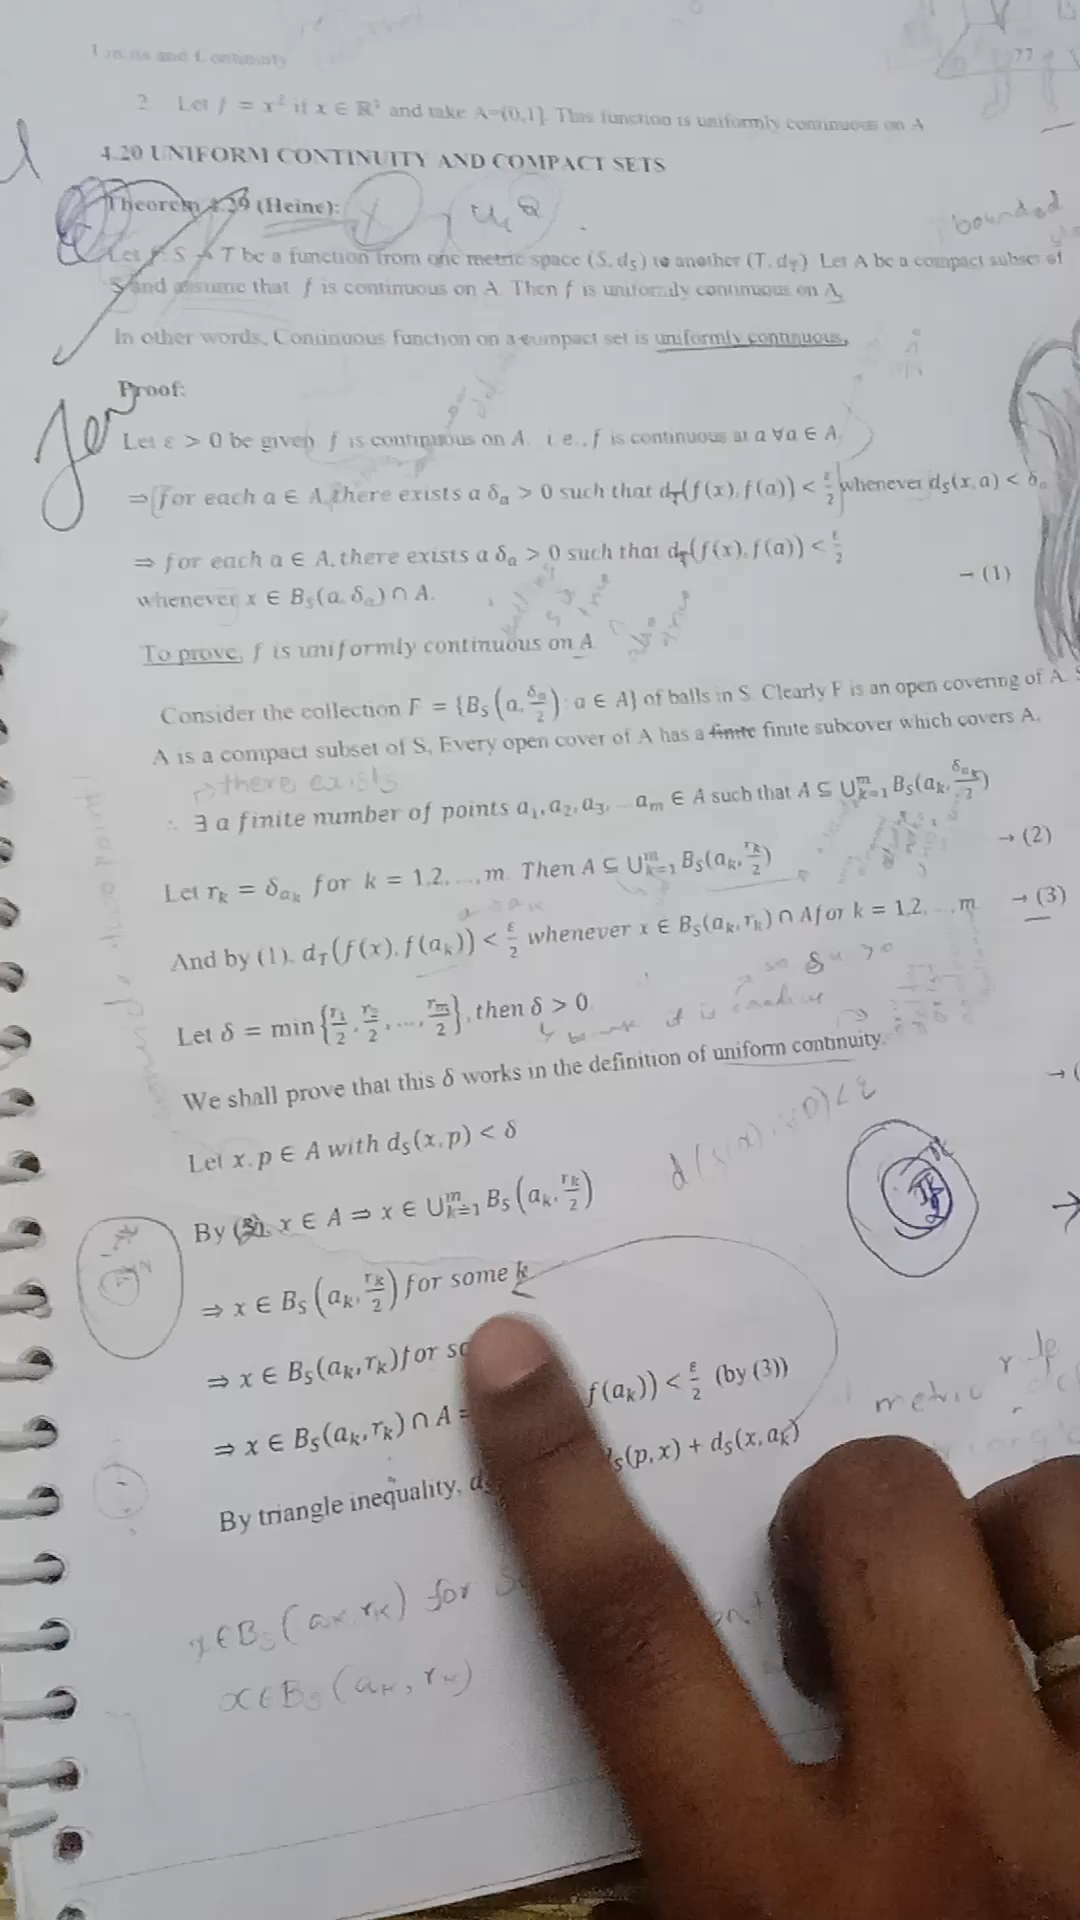 Limits and Continuity
77
2. Let f = x² if x ∈ ℝ¹ and take A=(0,1]. This function is uniformly continuous on A
4.20 UNIFORM CONTINUITY AND COMPACT SETS
Theorem 4.29 (Heine):
bounded
Let f: S → T be a function from one metric space (S, d_S) to another (T, d_T) Let A be a compact subset of
S and assume that f is continuous on A. Then f is uniformly continuous on A.
In other words, Continuous function on a compact set is uniformly continuous.
Proof:
Let ε > 0 be given. f is continuous on A. i.e., f is continuous at a ∀a ∈ A.
⇒ for each a ∈ A, there exists a δ_a > 0 such that d_T(f(x), f(a)) < ε/2 whenever d_S(x, a) < δ_a
⇒ for each a ∈ A, there exists a δ_a > 0 such that d_T(f(x), f(a)) < ε/2
→ (1)
whenever x ∈ B_S(a, δ_a) ∩ A.
To prove, f is uniformly continuous on A
Consider the collection F = {B_S(a, δ_a/2) : a ∈ A} of balls in S. Clearly F is an open covering of A. S
A is a compact subset of S, Every open cover of A has a finite finite subcover which covers A.
there exists
∴ ∃ a finite number of points a₁, a₂, a₃, … a_m ∈ A such that A ⊆ ⋃_{k=1}^m B_S(a_k, δ_{a_k}/2)
→ (2)
Let r_k = δ_{a_k} for k = 1,2, …, m. Then A ⊆ ⋃_{k=1}^m B_S(a_k, r_k/2)
And by (1), d_T(f(x), f(a_k)) < ε/2 whenever x ∈ B_S(a_k, r_k) ∩ A for k = 1,2, …, m → (3)
Let δ = min {r₁/2, r₂/2, …, r_m/2}, then δ > 0
We shall prove that this δ works in the definition of uniform continuity.
Let x, p ∈ A with d_S(x, p) < δ
By (3), x ∈ A ⇒ x ∈ ⋃_{k=1}^m B_S(a_k, r_k/2)
⇒ x ∈ B_S(a_k, r_k/2) for some k
⇒ x ∈ B_S(a_k, r_k) for
⇒ x ∈ B_S(a_k, r_k) ∩ A f(a_k)) < ε/2 (by (3))
metric
By triangle inequality, (p, x) + d_S(x, a_k)
x∈B_S(a_k, r_k) for
x∈B_S(a_k, r_k)